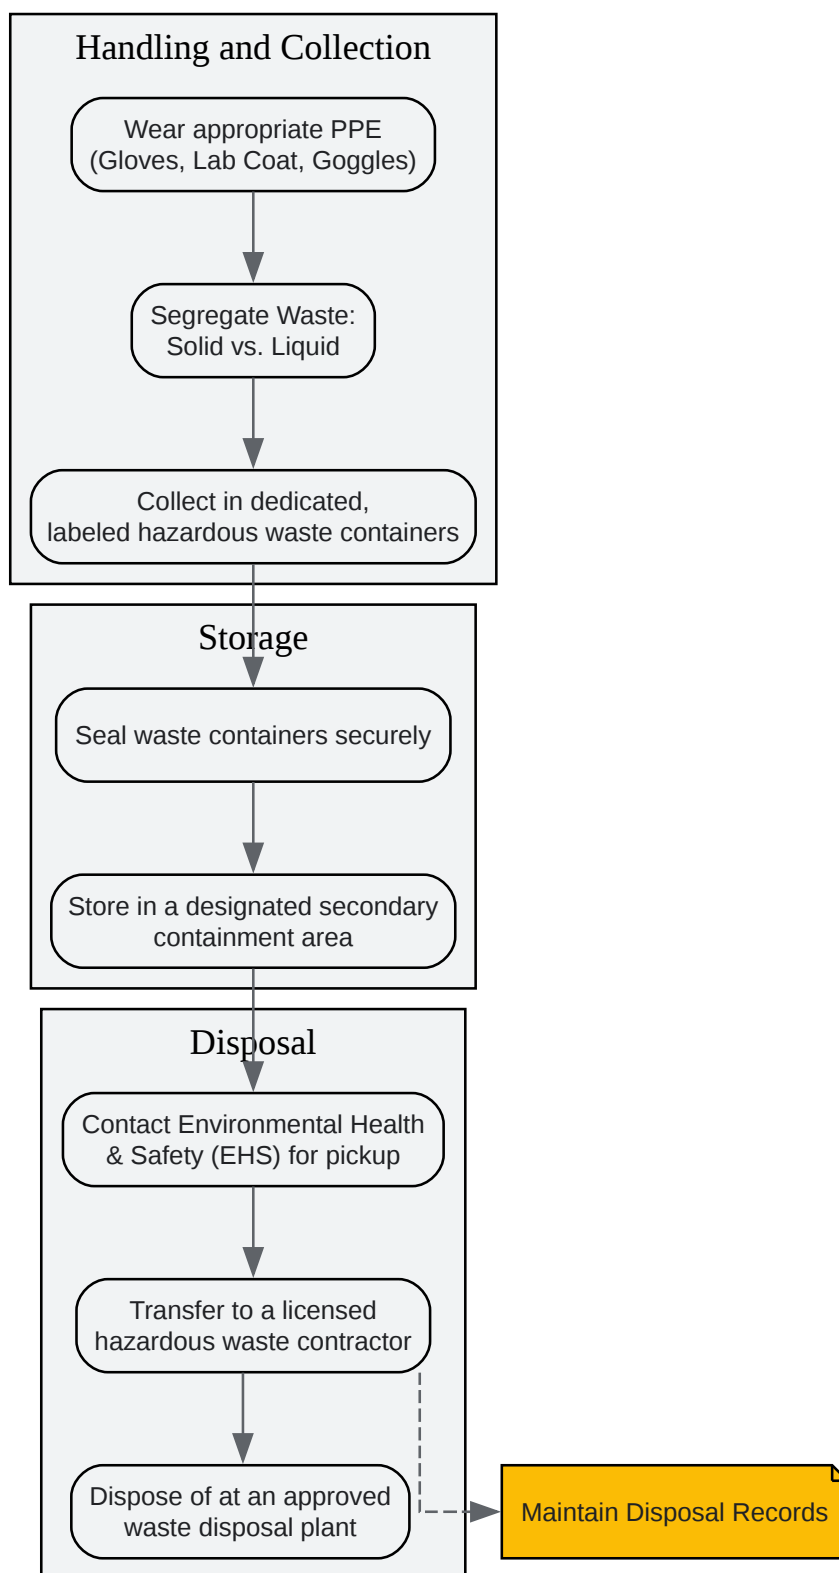 Handling and Collection
Wear appropriate PPE
(Gloves, Lab Coat, Goggles)
Segregate Waste:
Solid vs. Liquid
Collect in dedicated,
labeled hazardous waste containers
Storage
Seal waste containers securely
Store in a designated secondary
containment area
Disposal
Contact Environmental Health
& Safety (EHS) for pickup
Transfer to a licensed
hazardous waste contractor
Dispose of at an approved
waste disposal plant
Maintain Disposal Records